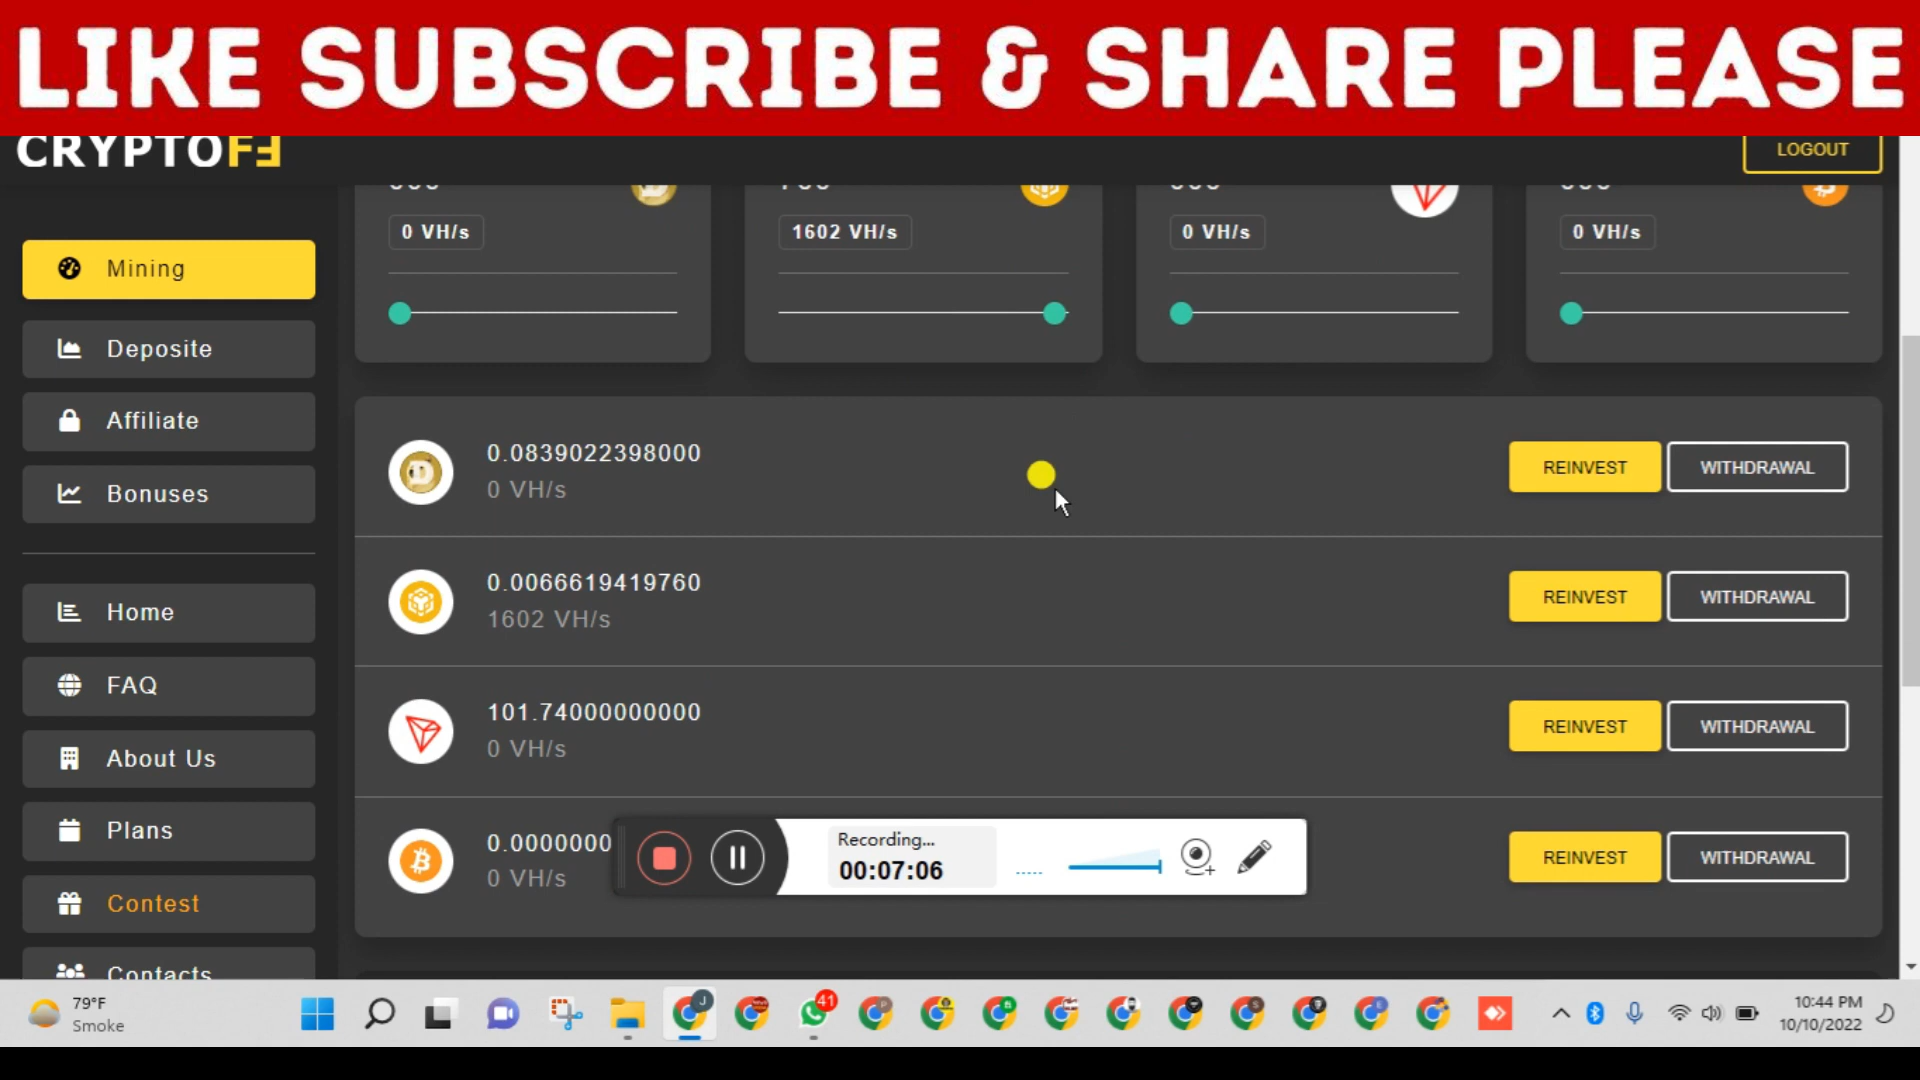 LIKE SUBSCRIBE & SHARE PLEASE
CRYPTOFE
LOGOUT
0 VH/s
1602 VH/s
0 VH/s
0 VH/s
Mining
Deposite
Affiliate
Bonuses
Home
FAQ
About Us
Plans
Contest
Contacts
0.0839022398000
0 VH/s
REINVEST
WITHDRAWAL
0.0066619419760
1602 VH/s
REINVEST
WITHDRAWAL
101.74000000000
0 VH/s
REINVEST
WITHDRAWAL
0.0000000
0 VH/s
REINVEST
WITHDRAWAL
Recording...
00:07:06
79°F
Smoke
41
10:44 PM
10/10/2022